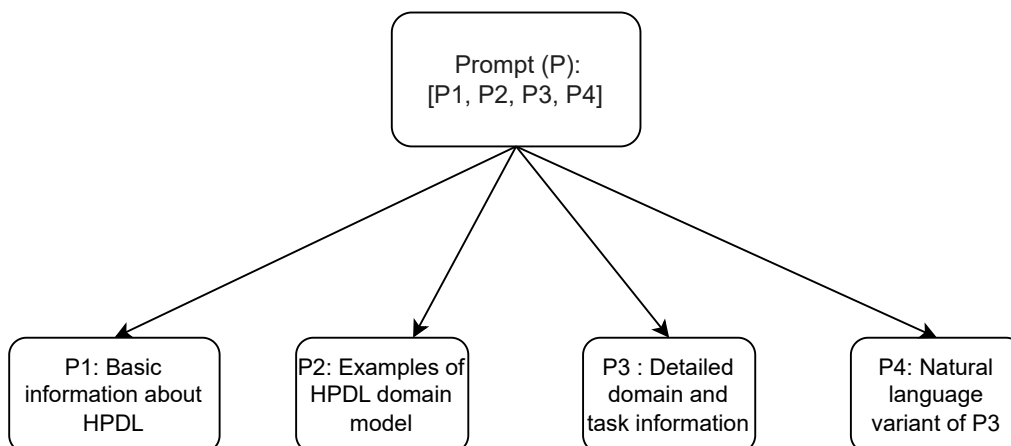 Prompt (P):
[P1, P2, P3, P4]
P1: Basic
information about
HPDL
P2: Examples of
HPDL domain
model
P3 : Detailed
domain and
task information
P4: Natural
language
variant of P3